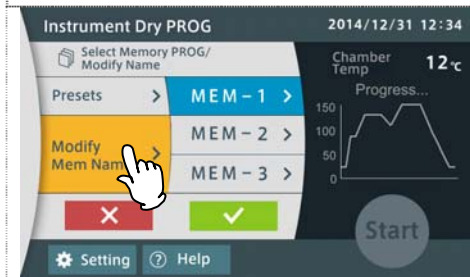 Instrument Dry PROG
2014/12/31 12:34
Select Memory PROG/
Modify Name
Presets >
MEM-1 >
Modify
Mem Name >
MEM-2 >
MEM-3 >
Chamber
Temp
12℃
Progress...
150
100
50
0
Start
Setting
? Help